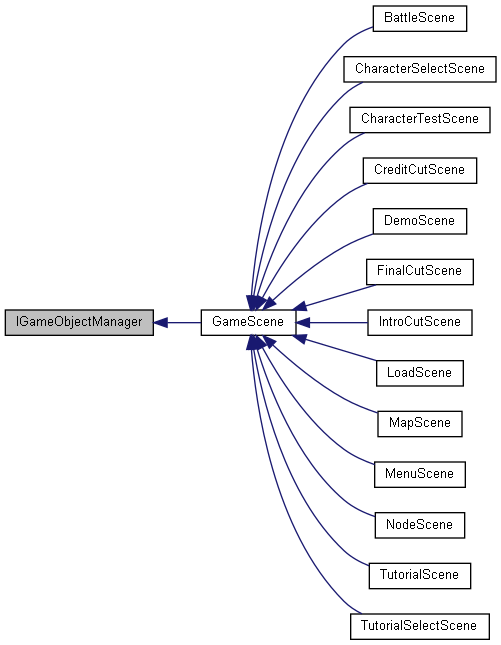 BattleScene
CharacterSelectScene
CharacterTestScene
CreditCutScene
DemoScene
FinalCutScene
IGameObjectManager
GameScene
IntroCutScene
LoadScene
MapScene
MenuScene
NodeScene
TutorialScene
TutorialSelectScene